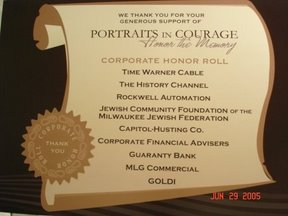 WE THANK YOU FOR YOUR
GENEROUS SUPPORT OF
PORTRAITS IN COURAGE
Honor the Memory
CORPORATE HONOR ROLL
TIME WARNER CABLE
THE HISTORY CHANNEL
ROCKWELL AUTOMATION
JEWISH COMMUNITY FOUNDATION OF THE
MILWAUKEE JEWISH FEDERATION
CAPITOL-HUSTING CO.
CORPORATE FINANCIAL ADVISERS
GUARANTY BANK
MLG COMMERCIAL
GOLDI
CORPORATE HONOR ROLL
THANK
YOU
JUN 29 2005